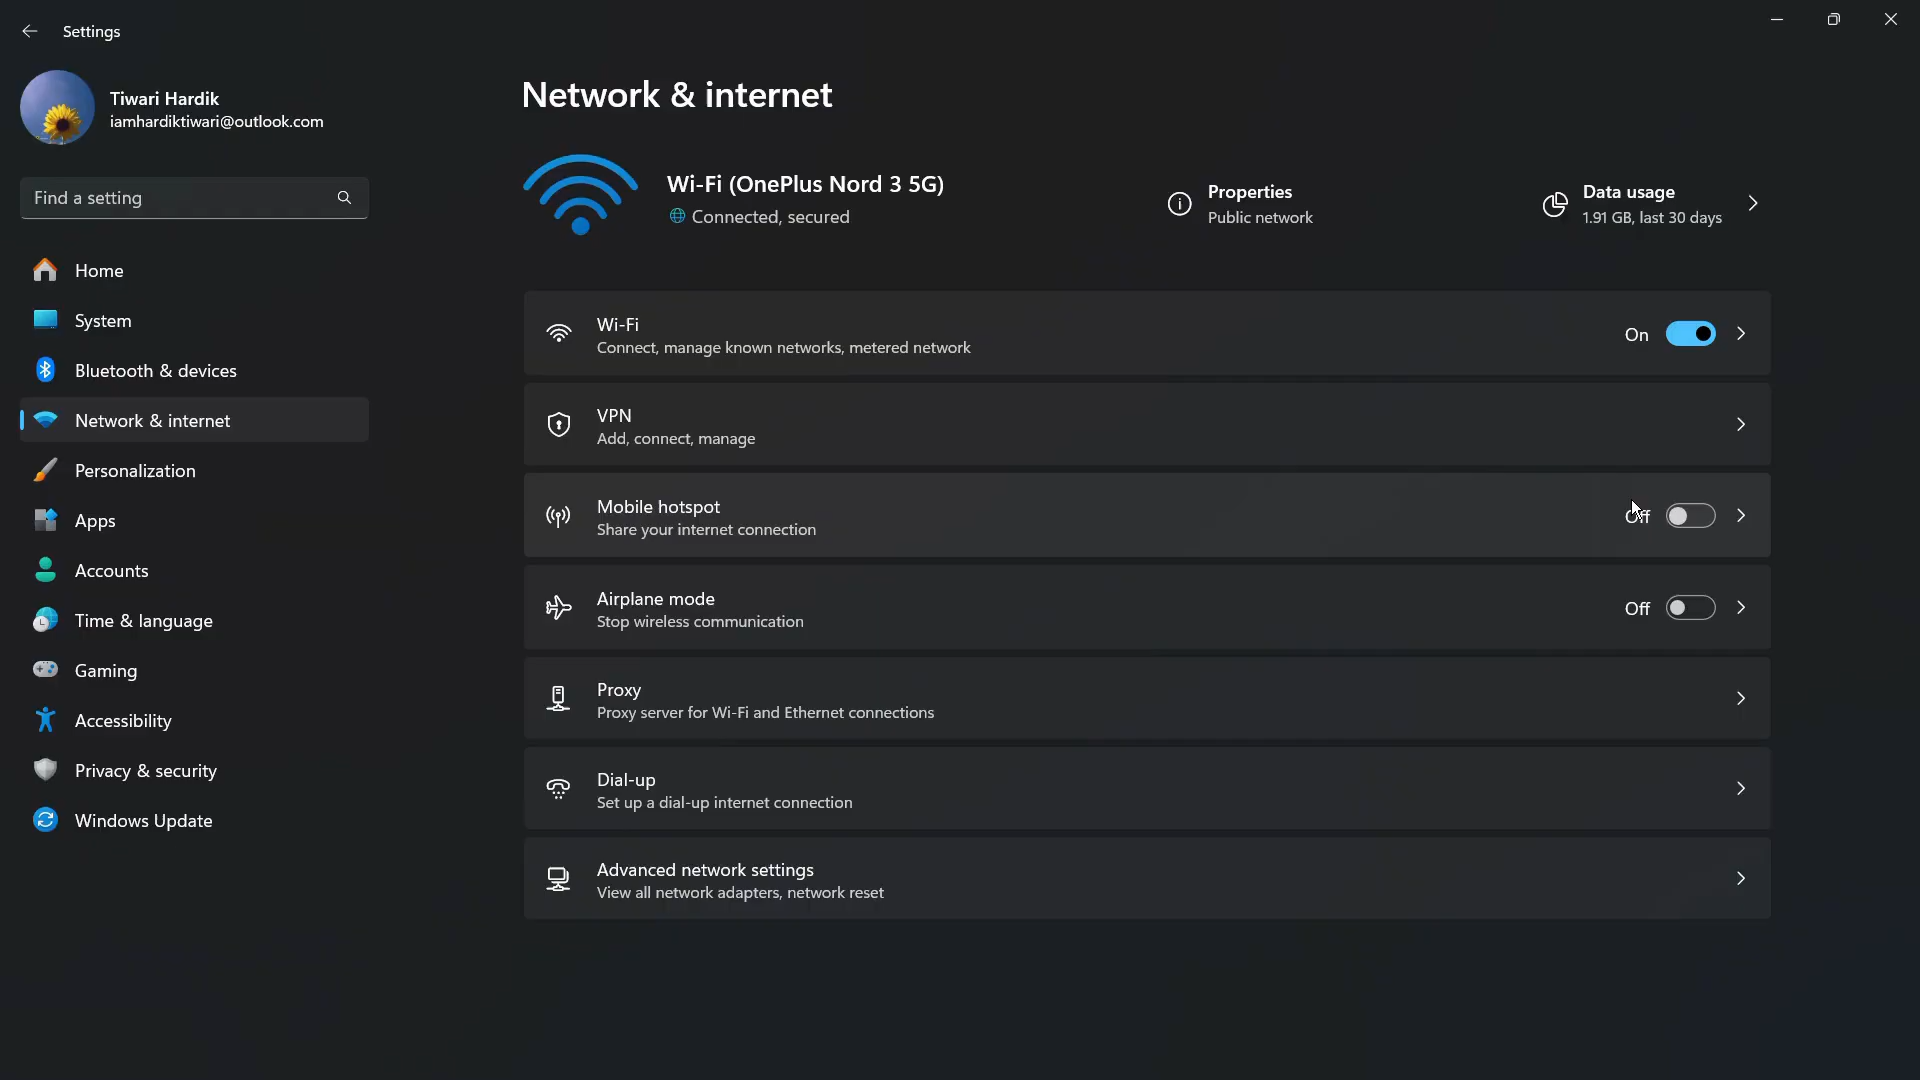 Settings
Tiwari Hardik
iamhardiktiwari@outlook.com
Find a setting
Home
System
Bluetooth & devices
Network & internet
Personalization
Apps
Accounts
Time & language
Gaming
Accessibility
Privacy & security
Windows Update
Network & internet
Wi-Fi (OnePlus Nord 3 5G)
Connected, secured
Properties
Public network
Data usage
1.91 GB, last 30 days
Wi-Fi
Connect, manage known networks, metered network
On
VPN
Add, connect, manage
Mobile hotspot
Share your internet connection
Off
Airplane mode
Stop wireless communication
Off
Proxy
Proxy server for Wi-Fi and Ethernet connections
Dial-up
Set up a dial-up internet connection
Advanced network settings
View all network adapters, network reset